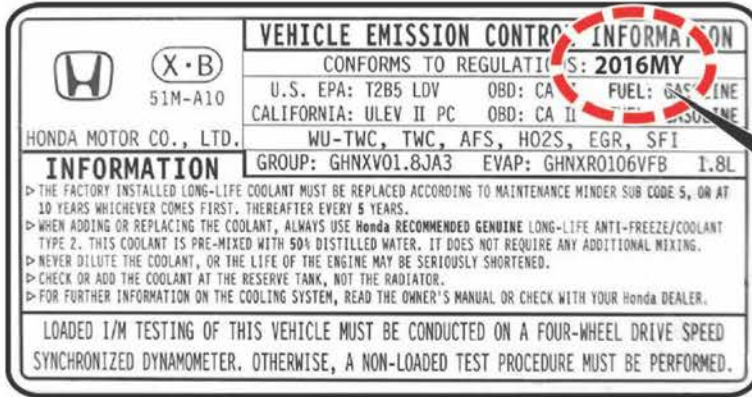 VEHICLE EMISSION CONTROL INFORMATION
X·B
51M-A10
CONFORMS TO REGULATIONS: 2016MY
U.S. EPA: T2B5 LDV OBD: CA FUEL: GASOLINE
CALIFORNIA: ULEV II PC OBD: CA II GASOLINE
HONDA MOTOR CO., LTD.
WU-TWC, TWC, AFS, HO2S, EGR, SFI
GROUP: GHNXV01.8JA3 EVAP: GHNXR0106VFB 1.8L
INFORMATION
▷ THE FACTORY INSTALLED LONG-LIFE COOLANT MUST BE REPLACED ACCORDING TO MAINTENANCE MINDER SUB CODE 5, OR AT
10 YEARS WHICHEVER COMES FIRST. THEREAFTER EVERY 5 YEARS.
▷ WHEN ADDING OR REPLACING THE COOLANT, ALWAYS USE Honda RECOMMENDED GENUINE LONG-LIFE ANTI-FREEZE/COOLANT
TYPE 2. THIS COOLANT IS PRE-MIXED WITH 50% DISTILLED WATER. IT DOES NOT REQUIRE ANY ADDITIONAL MIXING.
▷ NEVER DILUTE THE COOLANT, OR THE LIFE OF THE ENGINE MAY BE SERIOUSLY SHORTENED.
▷ CHECK OR ADD THE COOLANT AT THE RESERVE TANK, NOT THE RADIATOR.
▷ FOR FURTHER INFORMATION ON THE COOLING SYSTEM, READ THE OWNER'S MANUAL OR CHECK WITH YOUR Honda DEALER.
LOADED I/M TESTING OF THIS VEHICLE MUST BE CONDUCTED ON A FOUR-WHEEL DRIVE SPEED
SYNCHRONIZED DYNAMOMETER. OTHERWISE, A NON-LOADED TEST PROCEDURE MUST BE PERFORMED.